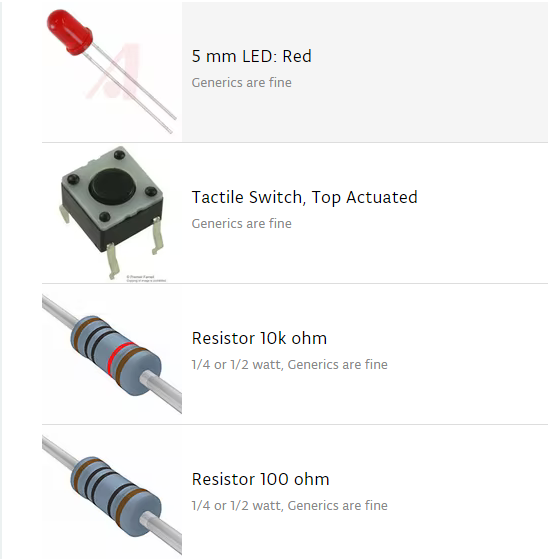 5 mm LED: Red
Generics are fine
Tactile Switch, Top Actuated
Generics are fine
Resistor 10k ohm
1/4 or 1/2 watt, Generics are fine
Resistor 100 ohm
1/4 or 1/2 watt, Generics are fine